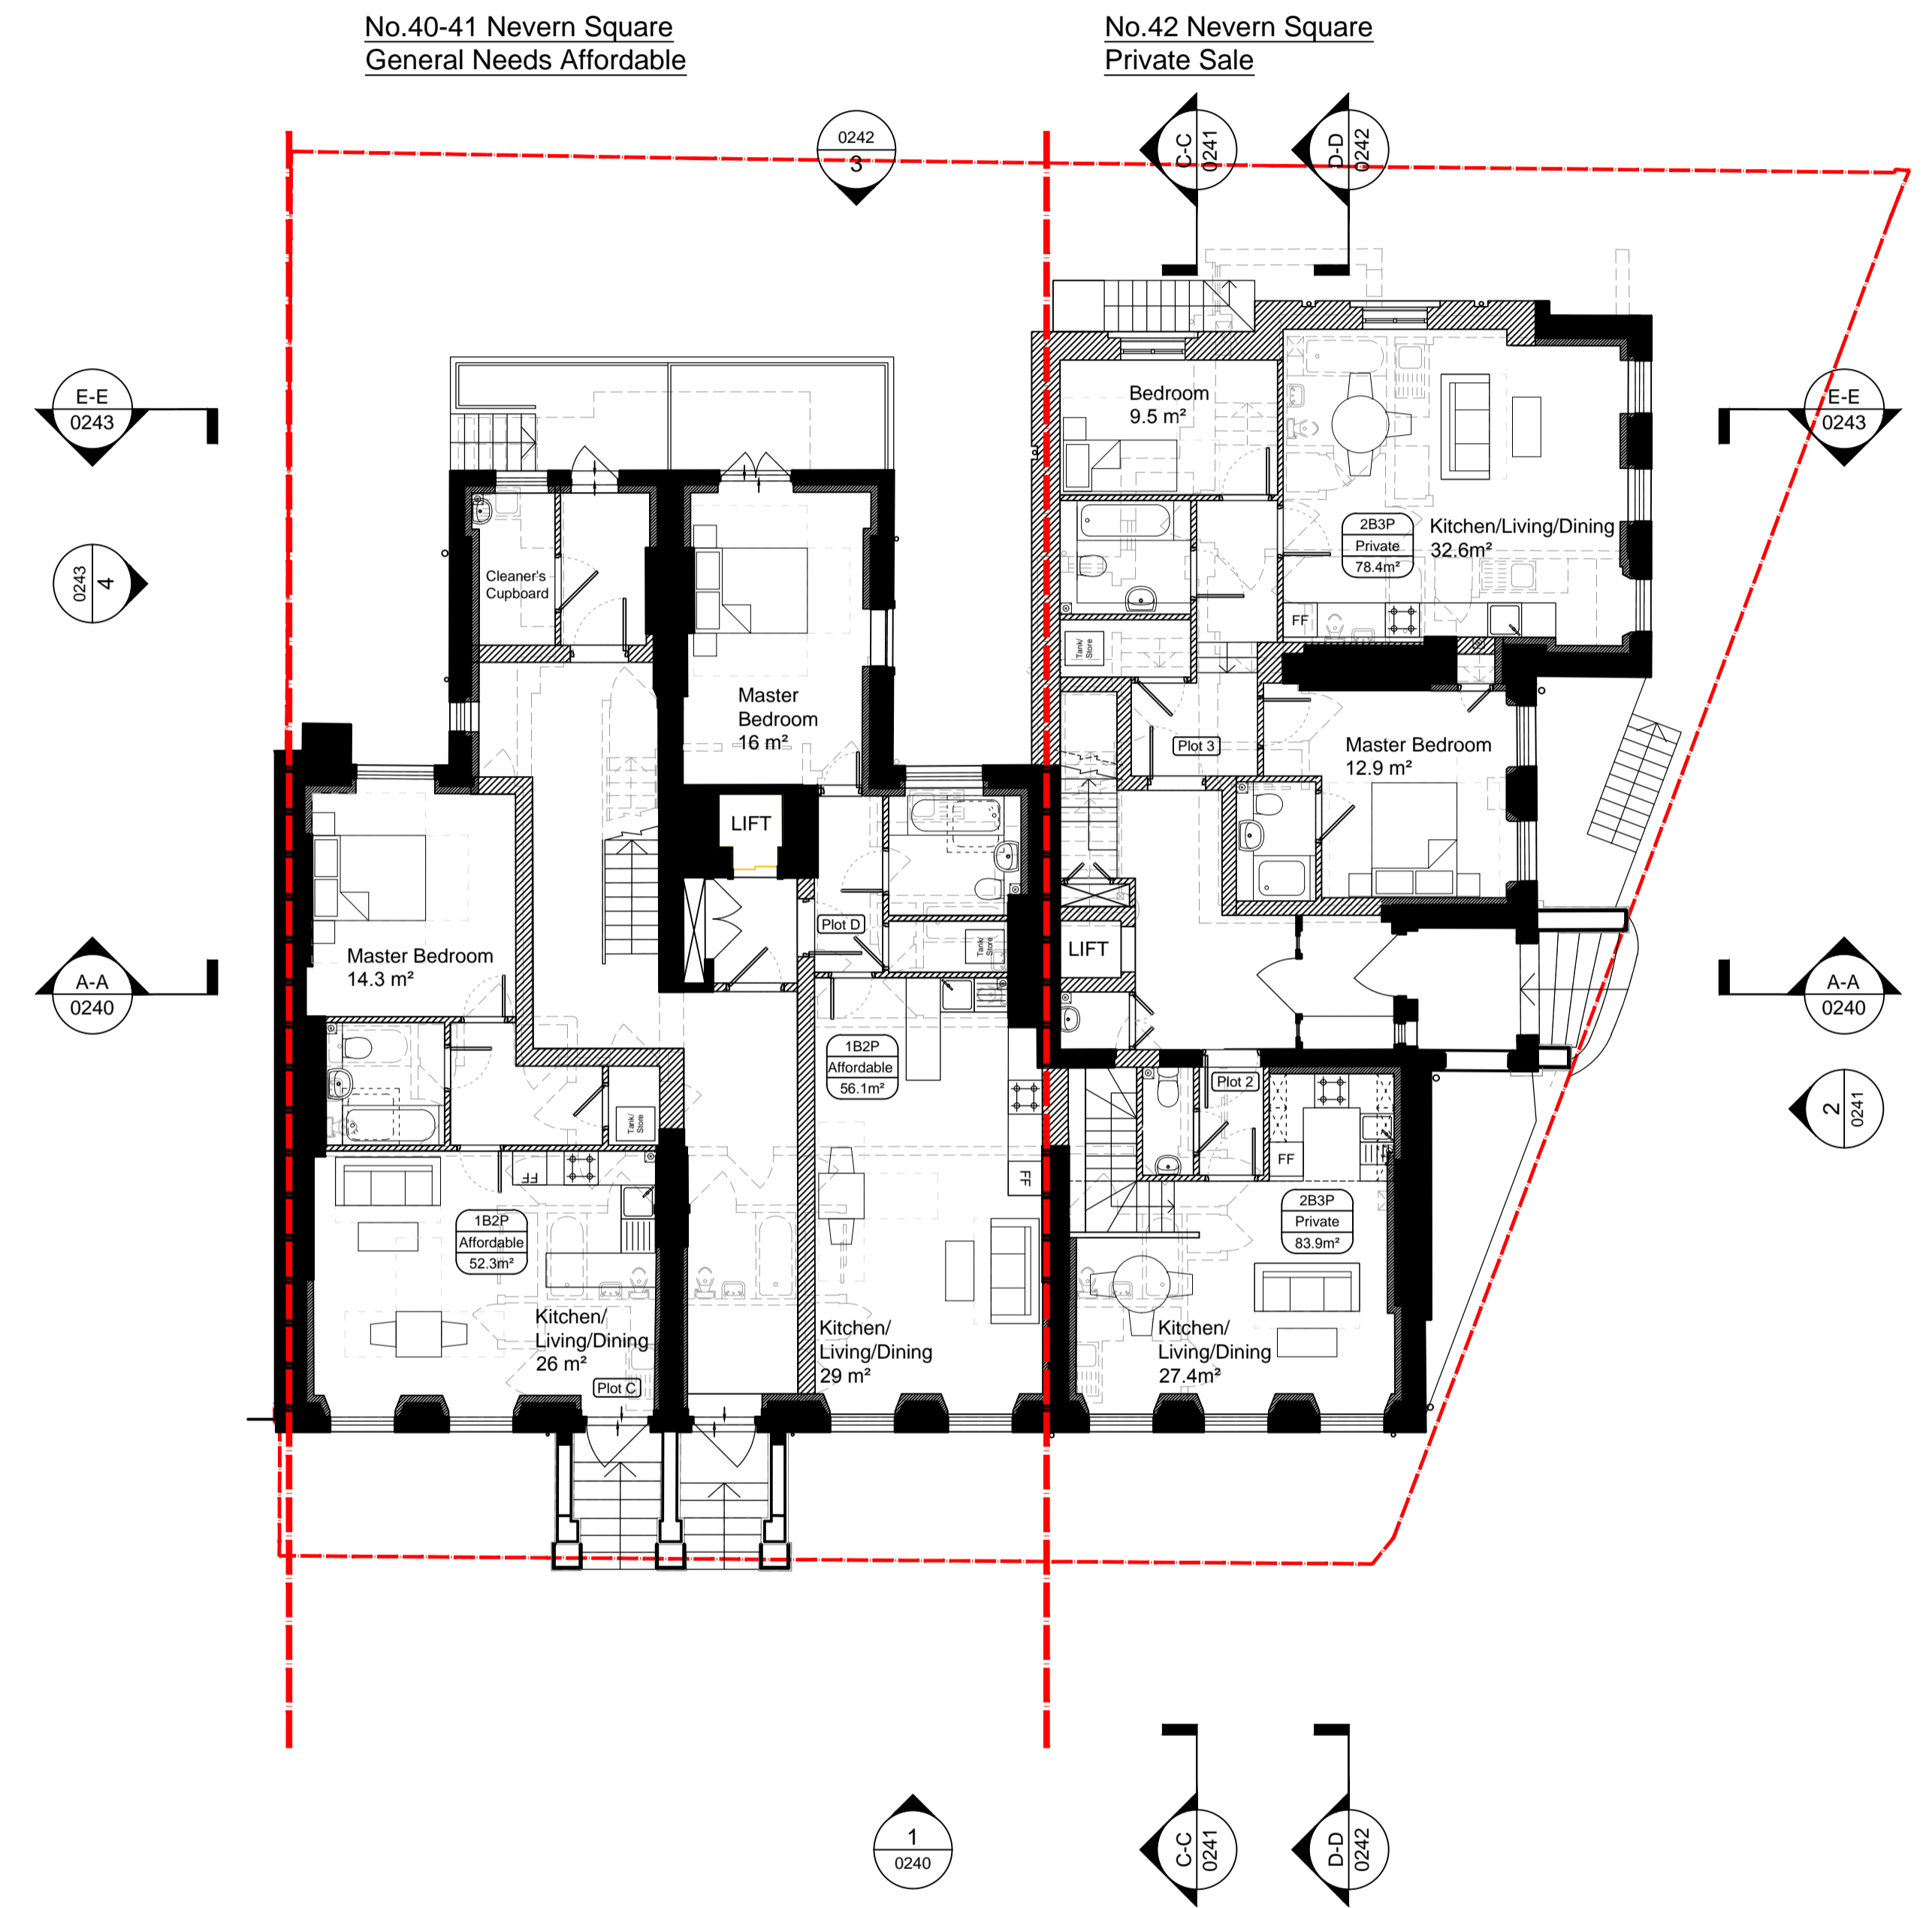 No.40-41 Nevern Square
General Needs Affordable
No.42 Nevern Square
Private Sale
0242
3
C-C
0241
D-D
0242
E-E
0243
E-E
0243
Bedroom
9.5 m²
2B3P
Private
78.4m²
Kitchen/Living/Dining
32.6m²
FF
0243
4
Cleaner's
Cupboard
Tank/
Store
Master
Bedroom
16 m²
Plot 3
Master Bedroom
12.9 m²
LIFT
Plot D
Tank/
Store
LIFT
Master Bedroom
14.3 m²
A-A
0240
A-A
0240
1B2P
Affordable
56.1m²
Plot 2
2
0241
Tank/
Store
FF
FF
FF
1B2P
Affordable
52.3m²
2B3P
Private
83.9m²
Kitchen/
Living/Dining
26 m²
Kitchen/
Living/Dining
29 m²
Kitchen/
Living/Dining
27.4m²
Plot C
1
0240
C-C
0241
D-D
0242